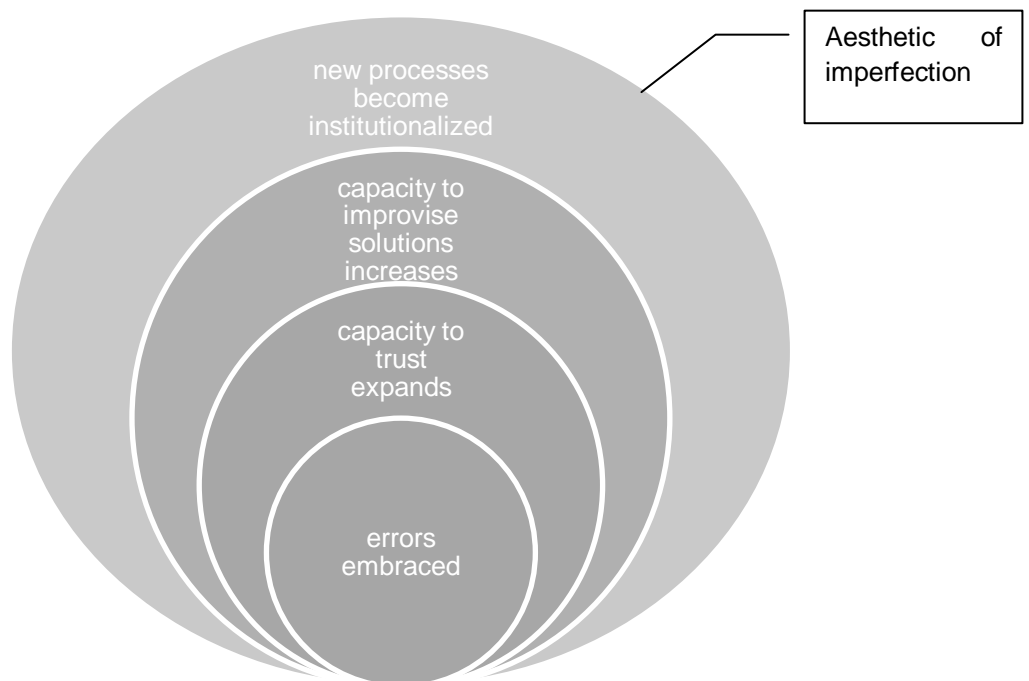 Aesthetic of
imperfection
new processes
become
institutionalized
capacity to
improvise
solutions
increases
capacity to
trust
expands
errors
embraced